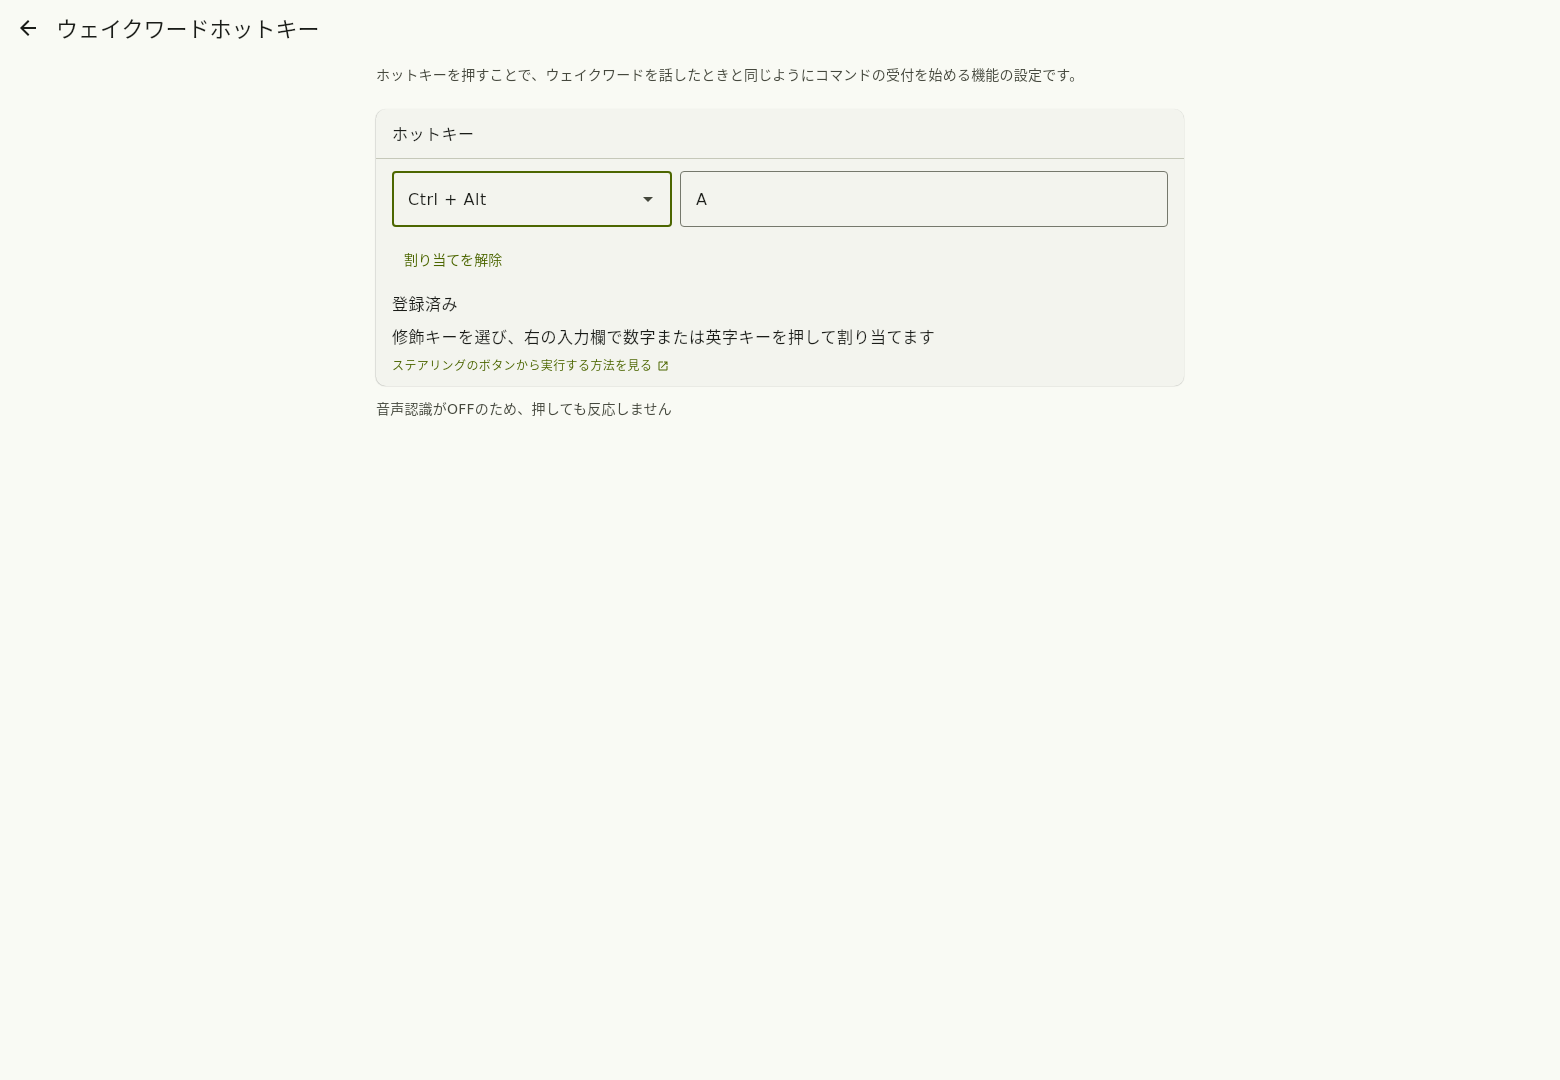 ウェイクワードホットキー
ホットキーを押すことで、ウェイクワードを話したときと同じようにコマンドの受付を始める機能の設定です。
ホットキー
Ctrl + Alt
A
割り当てを解除
登録済み
修飾キーを選び、右の入力欄で数字または英字キーを押して割り当てます
ステアリングのボタンから実行する方法を見る
音声認識がOFFのため、押しても反応しません